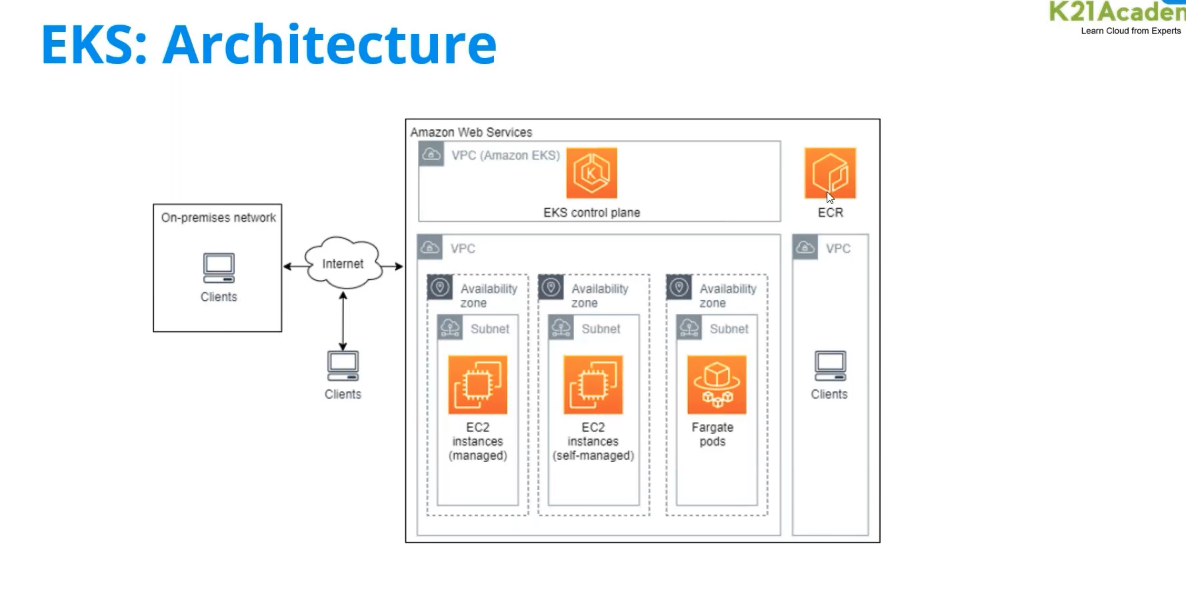 K21Academ
Learn Cloud from Experts
EKS: Architecture
Amazon Web Services
VPC (Amazon EKS)
EKS control plane
ECR
On-premises network
Clients
Internet
Clients
VPC
Availability
zone
Subnet
EC2
instances
(managed)
Availability
zone
Subnet
EC2
instances
(self-managed)
Availability
zone
Subnet
Fargate
pods
VPC
Clients